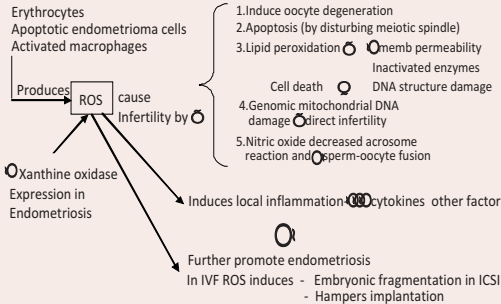 Erythrocytes
Apoptotic endometrioma cells
Activated macrophages
Produces
ROS
cause
Infertility by
1.Induce oocyte degeneration
2.Apoptosis (by disturbing meiotic spindle)
3.Lipid peroxidation memb permeability
Inactivated enzymes
Cell death DNA structure damage
4.Genomic mitochondrial DNA
damage direct infertility
5.Nitric oxide decreased acrosome
reaction and sperm-oocyte fusion
Xanthine oxidase
Expression in
Endometriosis
Induces local inflammation cytokines other factor
Further promote endometriosis
In IVF ROS induces - Embryonic fragmentation in ICSI
- Hampers implantation